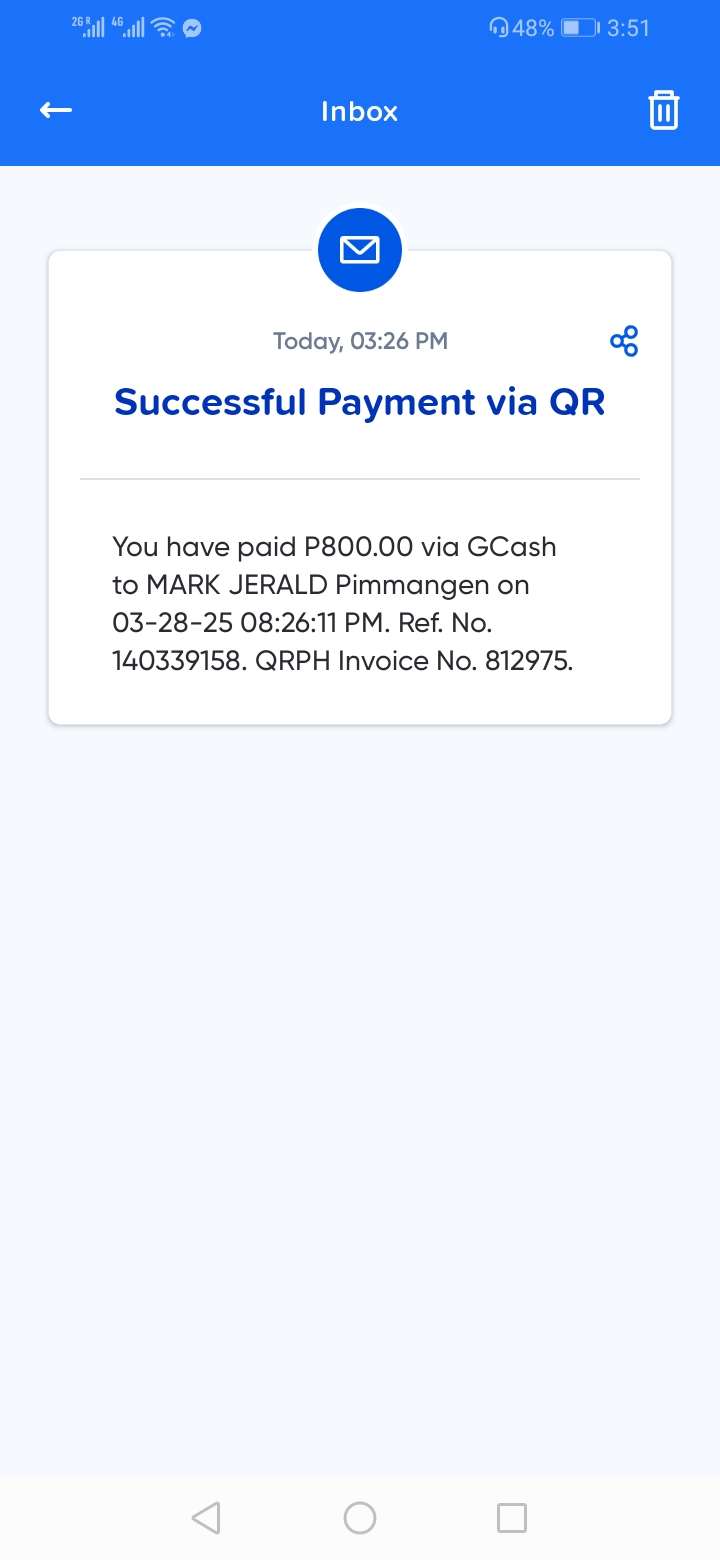 2G R 4G 48% 3:51
Inbox
Today, 03:26 PM
Successful Payment via QR
You have paid P800.00 via GCash
to MARK JERALD Pimmangen on
03-28-25 08:26:11 PM. Ref. No.
140339158. QRPH Invoice No. 812975.